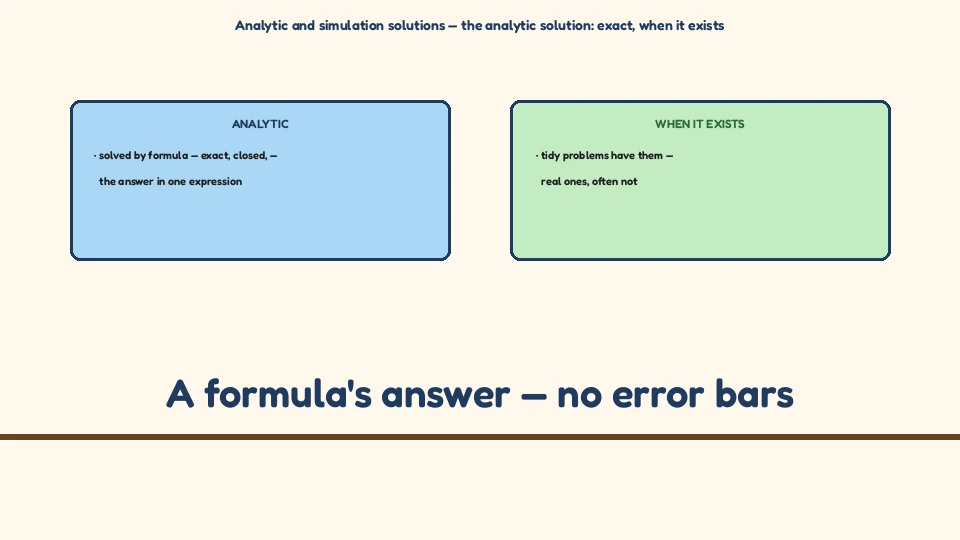 Analytic and simulation solutions — the analytic solution: exact, when it exists
ANALYTIC
· solved by formula — exact, closed, —
the answer in one expression
WHEN IT EXISTS
· tidy problems have them —
real ones, often not
A formula's answer — no error bars